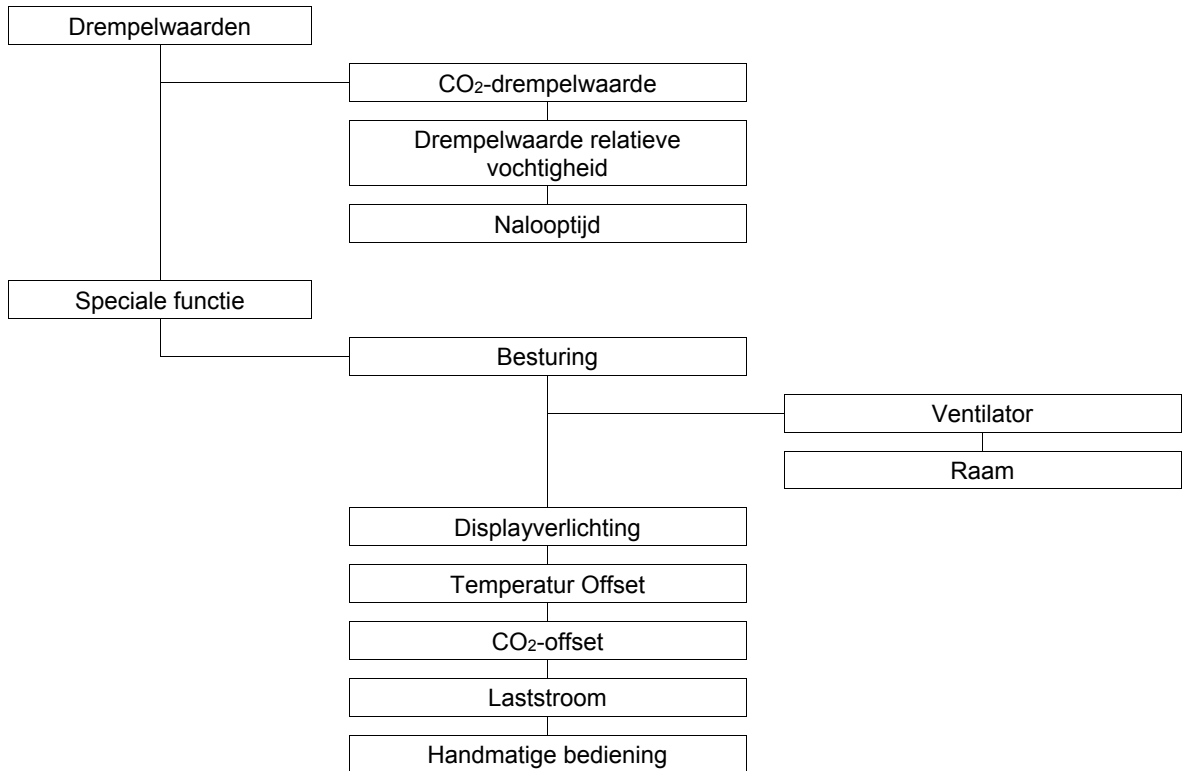 Drempelwaarden
CO₂-drempelwaarde
Drempelwaarde relatieve
vochtigheid
Nalooptijd
Speciale functie
Besturing
Ventilator
Raam
Displayverlichting
Temperatur Offset
CO₂-offset
Laststroom
Handmatige bediening